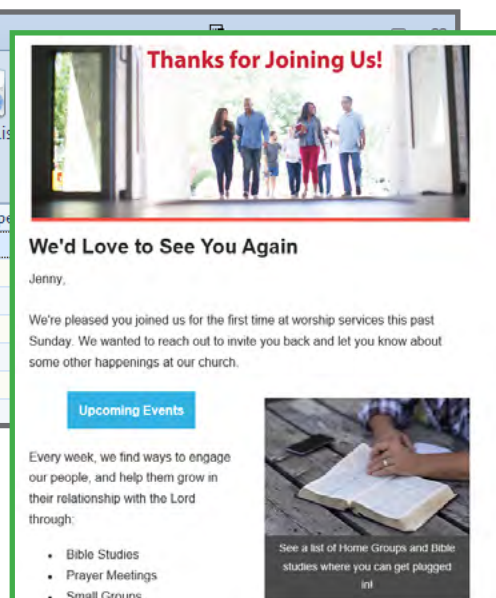 Thanks for Joining Us!
We'd Love to See You Again
Jenny,
We're pleased you joined us for the first time at worship services this past
Sunday. We wanted to reach out to invite you back and let you know about
some other happenings at our church.
Upcoming Events
Every week, we find ways to engage
our people, and help them grow in
their relationship with the Lord
through:
• Bible Studies
• Prayer Meetings
• Small Groups
See a list of Home Groups and Bible
studies where you can get plugged
in!